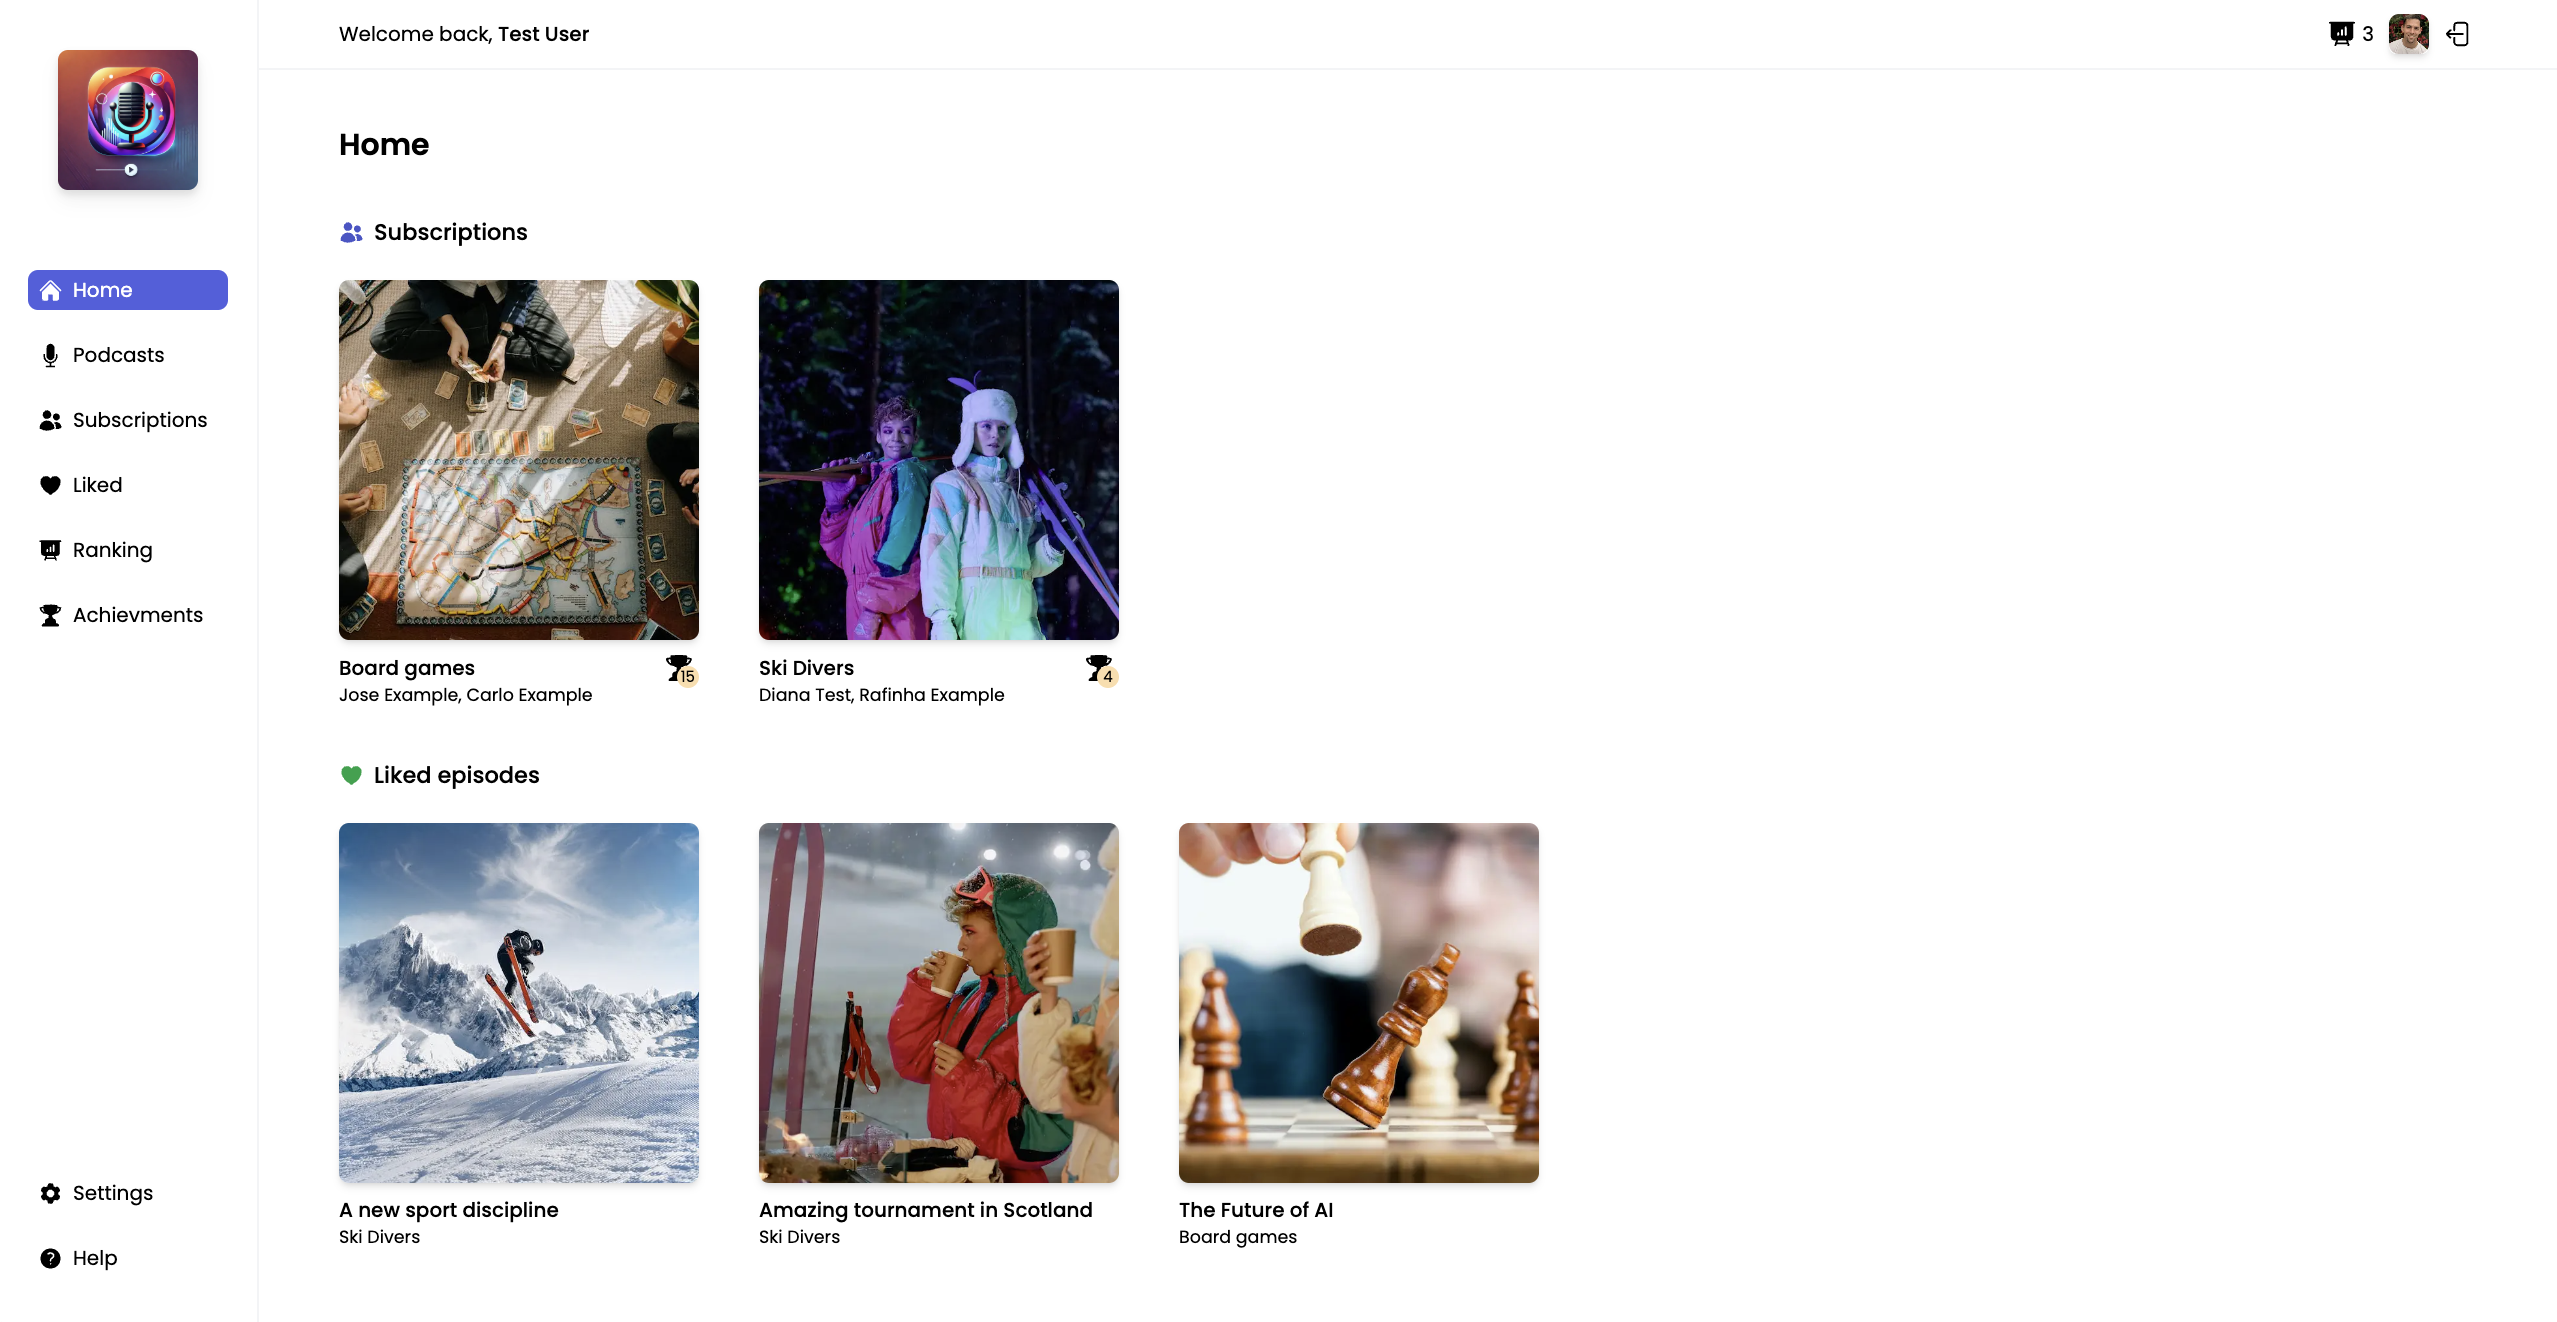 Welcome back, Test User
3
Home
Podcasts
Subscriptions
Liked
Ranking
Achievments
Settings
Help
Home
Subscriptions
Board games
Jose Example, Carlo Example
15
Ski Divers
Diana Test, Rafinha Example
4
Liked episodes
A new sport discipline
Ski Divers
Amazing tournament in Scotland
Ski Divers
The Future of AI
Board games